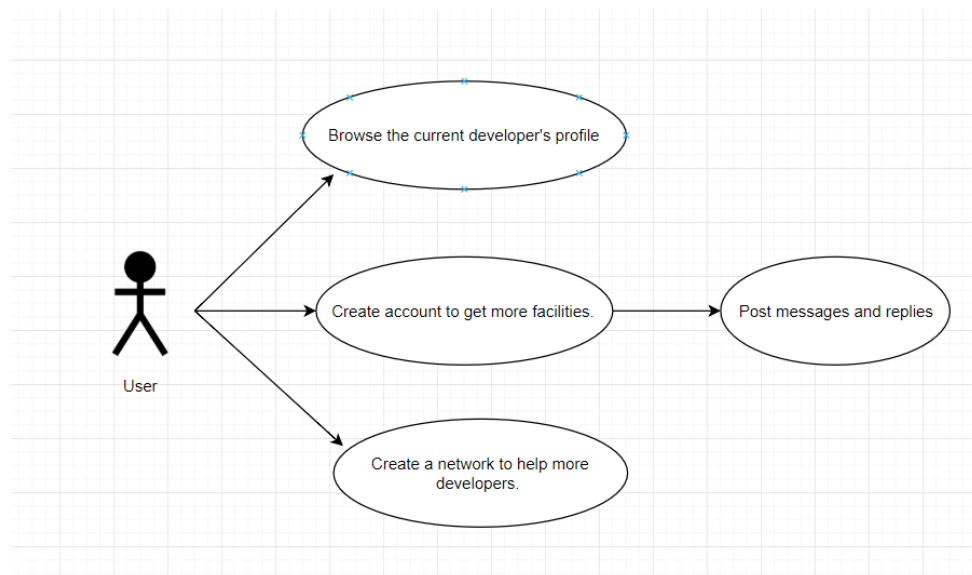 Browse the current developer's profile
Create account to get more facilities.
Post messages and replies
User
Create a network to help more
developers.